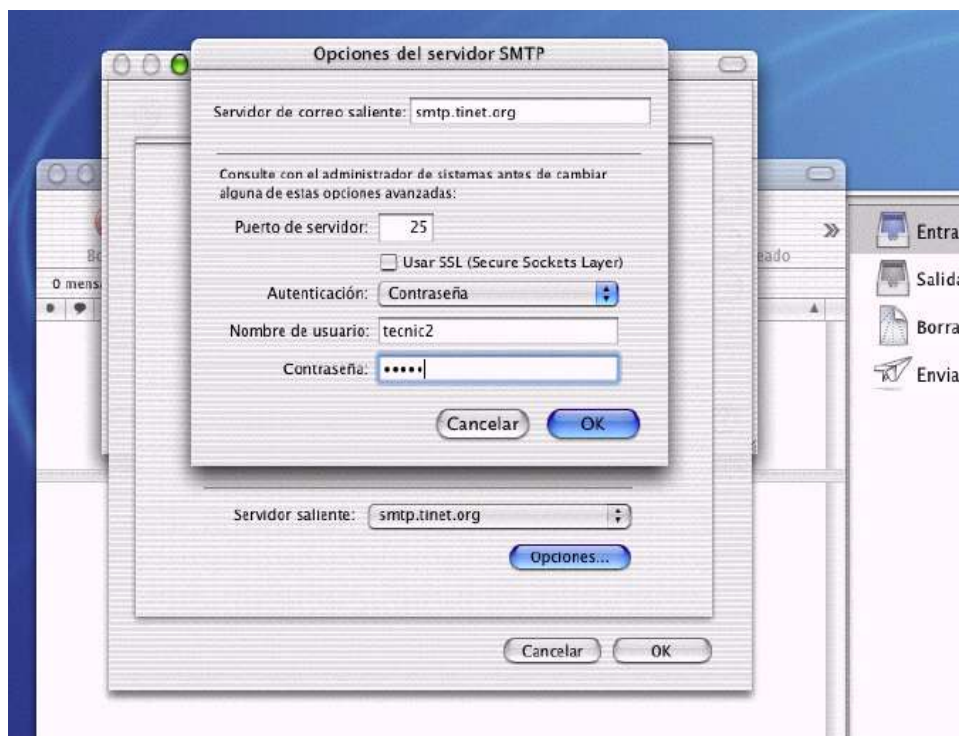 Opciones del servidor SMTP
Servidor de correo saliente: smtp.tinet.org
Consulte con el administrador de sistemas antes de cambiar
alguna de estas opciones avanzadas:
Puerto de servidor: 25
Usar SSL (Secure Sockets Layer)
Autenticación: Contraseña
Nombre de usuario: tecnic2
Contraseña: •••••
Cancelar OK
Servidor saliente: smtp.tinet.org
Opciones...
Cancelar OK
0 mensa
eado
Entra
Salida
Borra
Envia